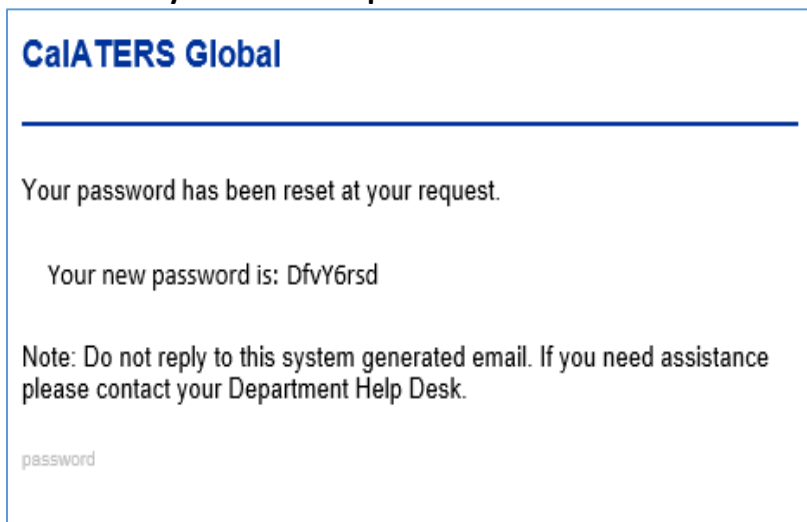 CalATERS Global
Your password has been reset at your request.
Your new password is: DfvY6rsd
Note: Do not reply to this system generated email. If you need assistance
please contact your Department Help Desk.
password